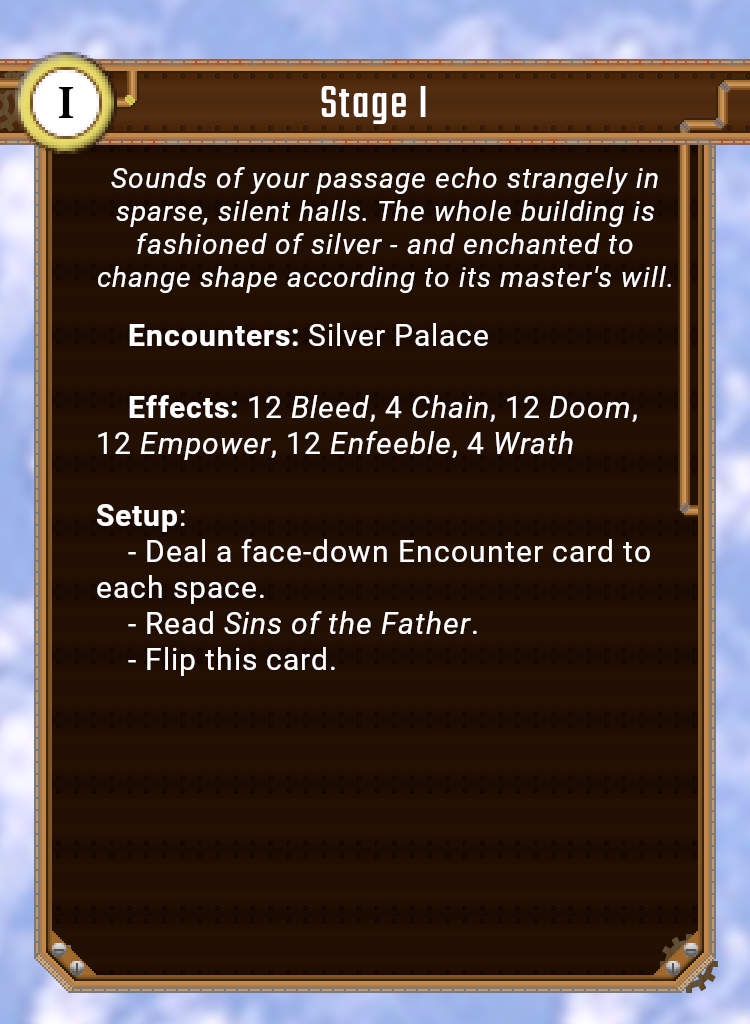 I
Stage I
Sounds of your passage echo strangely in
sparse, silent halls. The whole building is
fashioned of silver - and enchanted to
change shape according to its master's will.
Encounters: Silver Palace
Effects: 12 Bleed, 4 Chain, 12 Doom,
12 Empower, 12 Enfeeble, 4 Wrath
Setup:
- Deal a face-down Encounter card to
each space.
- Read Sins of the Father.
- Flip this card.